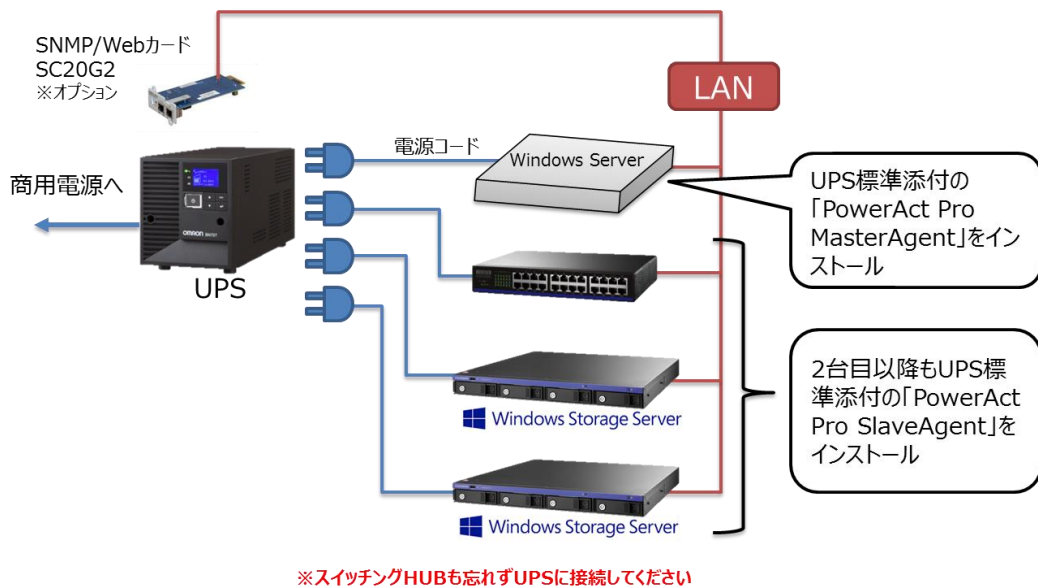 SNMP/Webカード
SC20G2
※オプション
LAN
電源コード
Windows Server
商用電源へ
OMRON
UPS
UPS標準添付の
「PowerAct Pro
MasterAgent」をイン
ストール
2台目以降もUPS標
準添付の「PowerAct
Pro SlaveAgent」を
インストール
Windows Storage Server
Windows Storage Server
※スイッチングHUBも忘れずUPSに接続してください